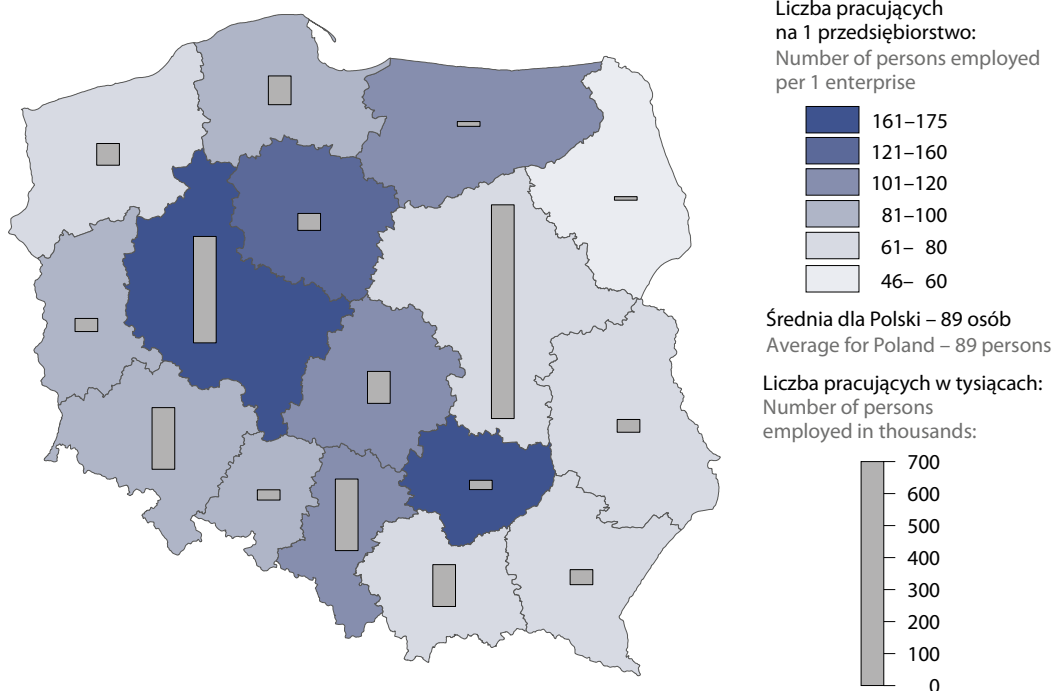 Liczba pracujących
na 1 przedsiębiorstwo:
Number of persons employed
per 1 enterprise
161–175
121–160
101–120
81–100
61– 80
46– 60
Średnia dla Polski – 89 osób
Average for Poland – 89 persons
Liczba pracujących w tysiącach:
Number of persons
employed in thousands:
700
600
500
400
300
200
100
0